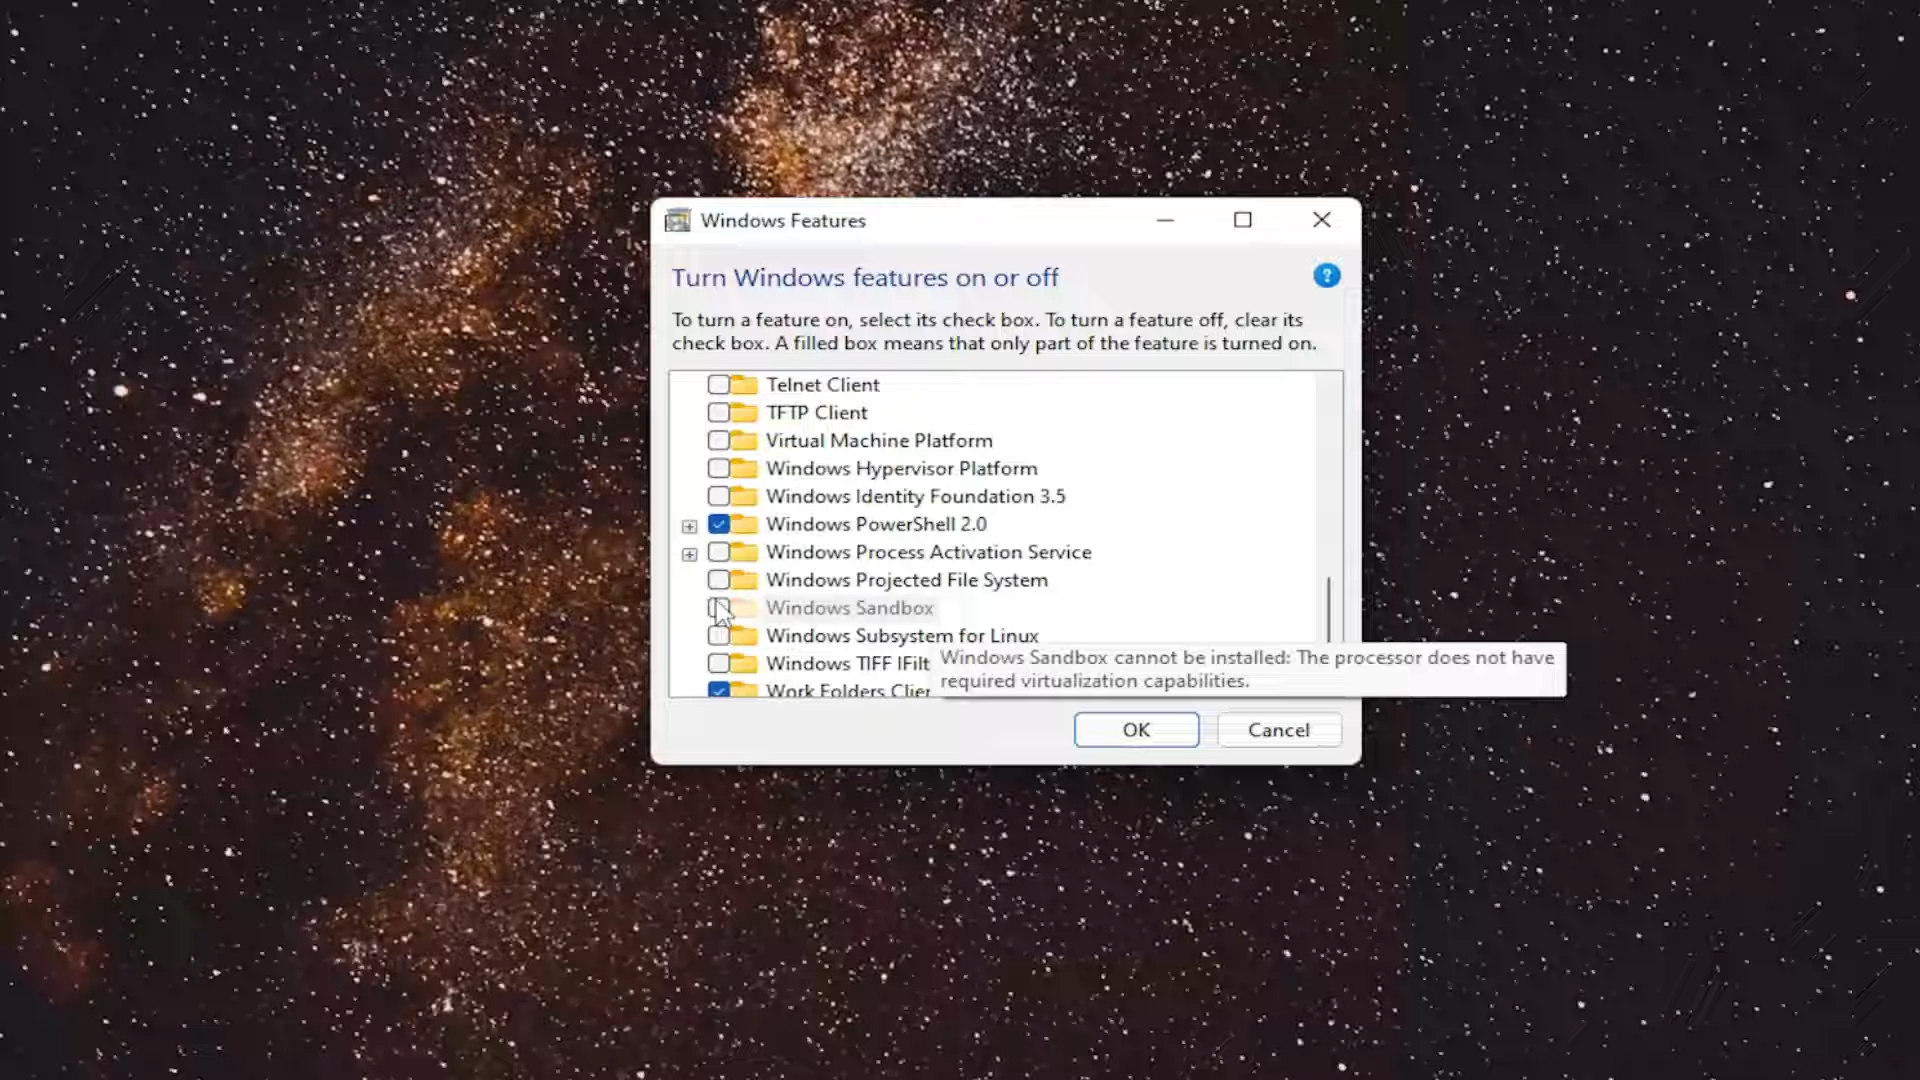 Windows Features
Turn Windows features on or off
?
To turn a feature on, select its check box. To turn a feature off, clear its
check box. A filled box means that only part of the feature is turned on.
Telnet Client
TFTP Client
Virtual Machine Platform
Windows Hypervisor Platform
Windows Identity Foundation 3.5
Windows PowerShell 2.0
Windows Process Activation Service
Windows Projected File System
Windows Sandbox
Windows Subsystem for Linux
Windows TIFF IFilt
Work Folders Clier
Windows Sandbox cannot be installed: The processor does not have
required virtualization capabilities.
OK
Cancel